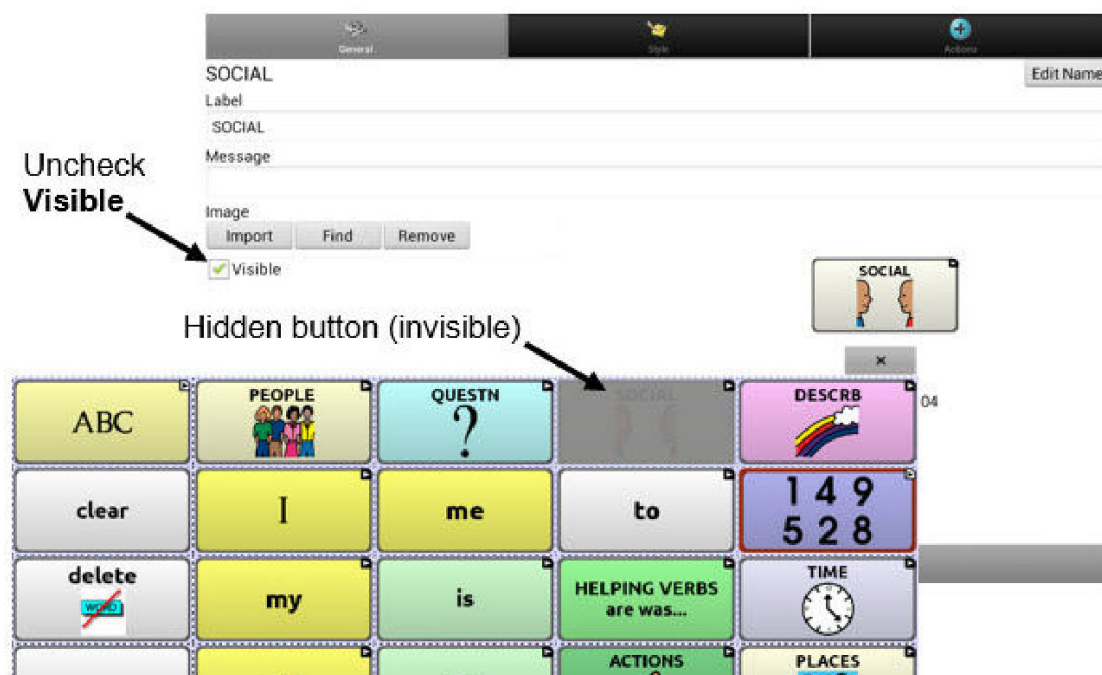 General Style Actions
SOCIAL Edit Name
Label
SOCIAL
Message
Uncheck
Visible
Image
Import Find Remove
Visible
SOCIAL
Hidden button (invisible)
×
ABC PEOPLE QUESTN ? SOCIAL DESCRB
04
clear I me to 1 4 9
5 2 8
delete
WORD
my is HELPING VERBS
are was...
TIME
ACTIONS PLACES